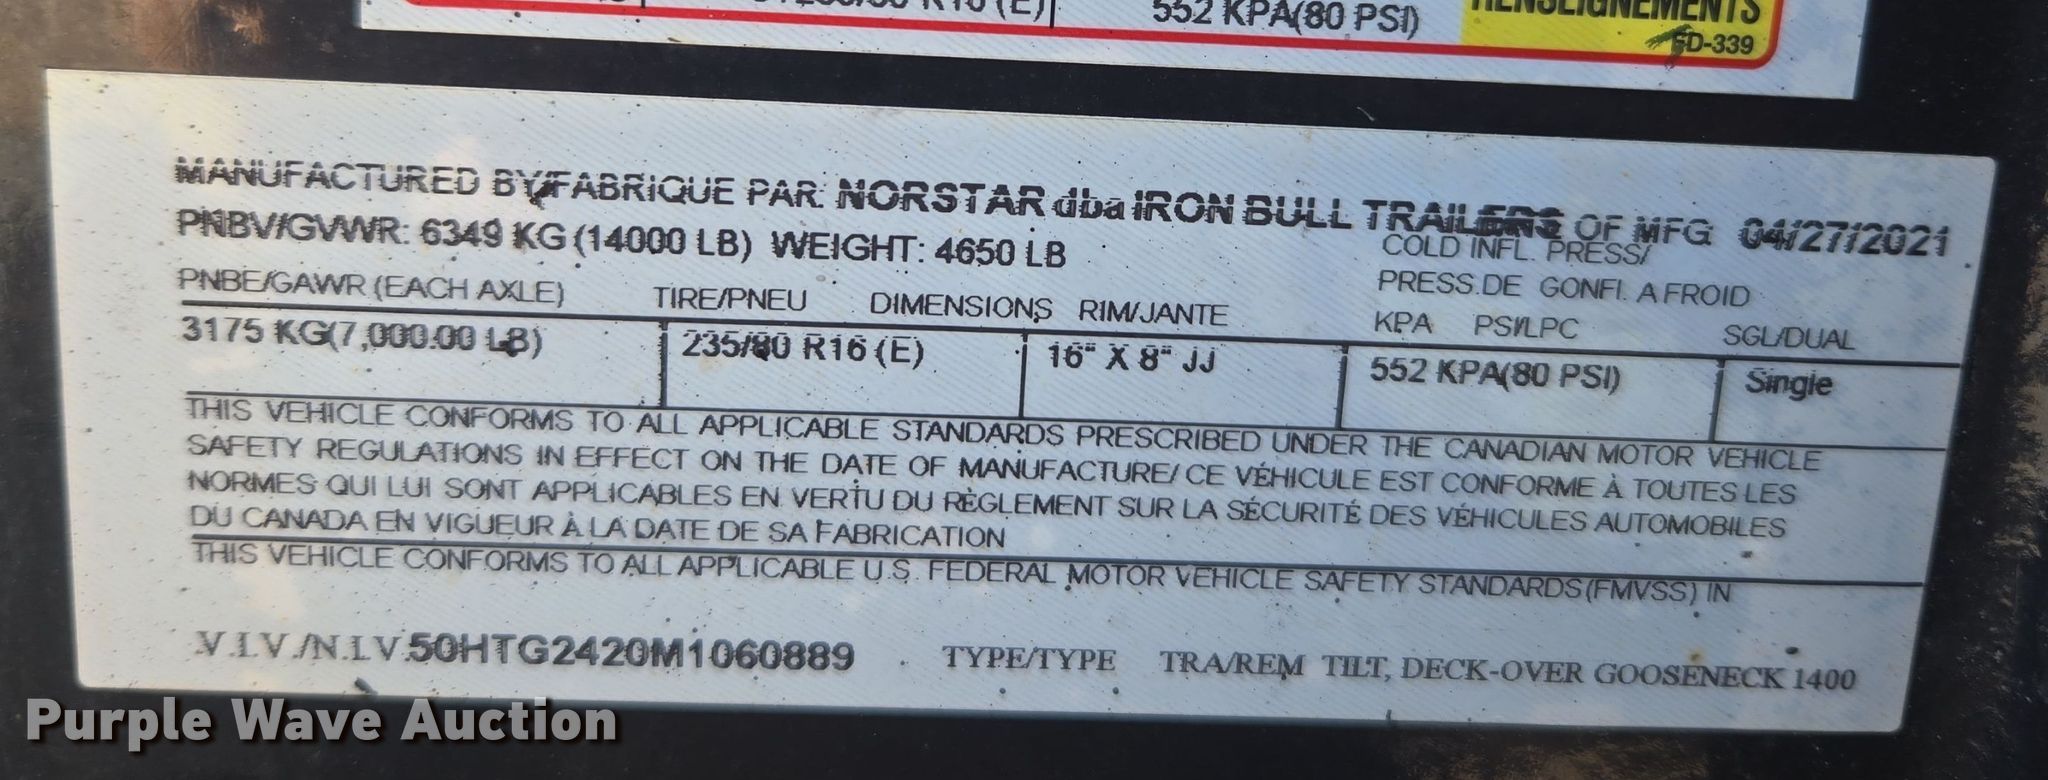 R16 (E) 552 KPA(80 PSI) RENSEIGNEMENTS
ED-339
MANUFACTURED BY/FABRIQUE PAR: NORSTAR dba IRON BULL TRAILERS OF MFG 04/27/2021
PNBV/GVWR: 6349 KG (14000 LB) WEIGHT: 4650 LB
COLD INFL. PRESS/
PRESS.DE GONFL. A FROID
PNBE/GAWR (EACH AXLE) TIRE/PNEU DIMENSIONS RIM/JANTE KPA PSI/LPC SGL/DUAL
3175 KG(7,000.00 LB) 235/80 R16 (E) 16" X 8" JJ 552 KPA(80 PSI) Single
THIS VEHICLE CONFORMS TO ALL APPLICABLE STANDARDS PRESCRIBED UNDER THE CANADIAN MOTOR VEHICLE
SAFETY REGULATIONS IN EFFECT ON THE DATE OF MANUFACTURE/ CE VÉHICULE EST CONFORME À TOUTES LES
NORMES QUI LUI SONT APPLICABLES EN VERTU DU RÈGLEMENT SUR LA SÉCURITÉ DES VÉHICULES AUTOMOBILES
DU CANADA EN VIGUEUR À LA DATE DE SA FABRICATION
THIS VEHICLE CONFORMS TO ALL APPLICABLE U.S. FEDERAL MOTOR VEHICLE SAFETY STANDARDS (FMVSS) IN
V.I.V./N.I.V. 50HTG2420M1060889 TYPE/TYPE TRA/REM TILT, DECK-OVER GOOSENECK 1400
Purple Wave Auction